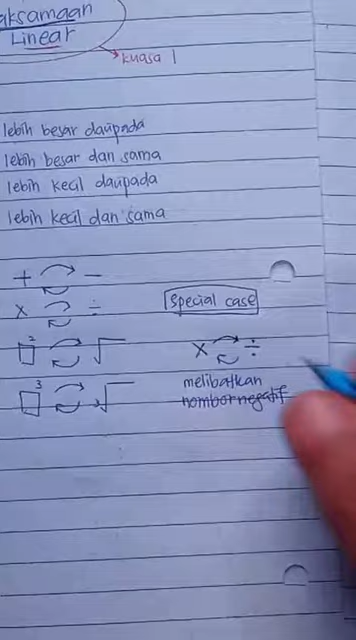 aksamaan
Linear
kuasa 1
lebih besar daripada
lebih besar dan sama
lebih kecil daripada
lebih kecil dan sama
+ ⇄ −
× ⇄ ÷
special case
□² ⇄ √
× ⇄ ÷
□³ ⇄ ³√
melibatkan
nombor negatif